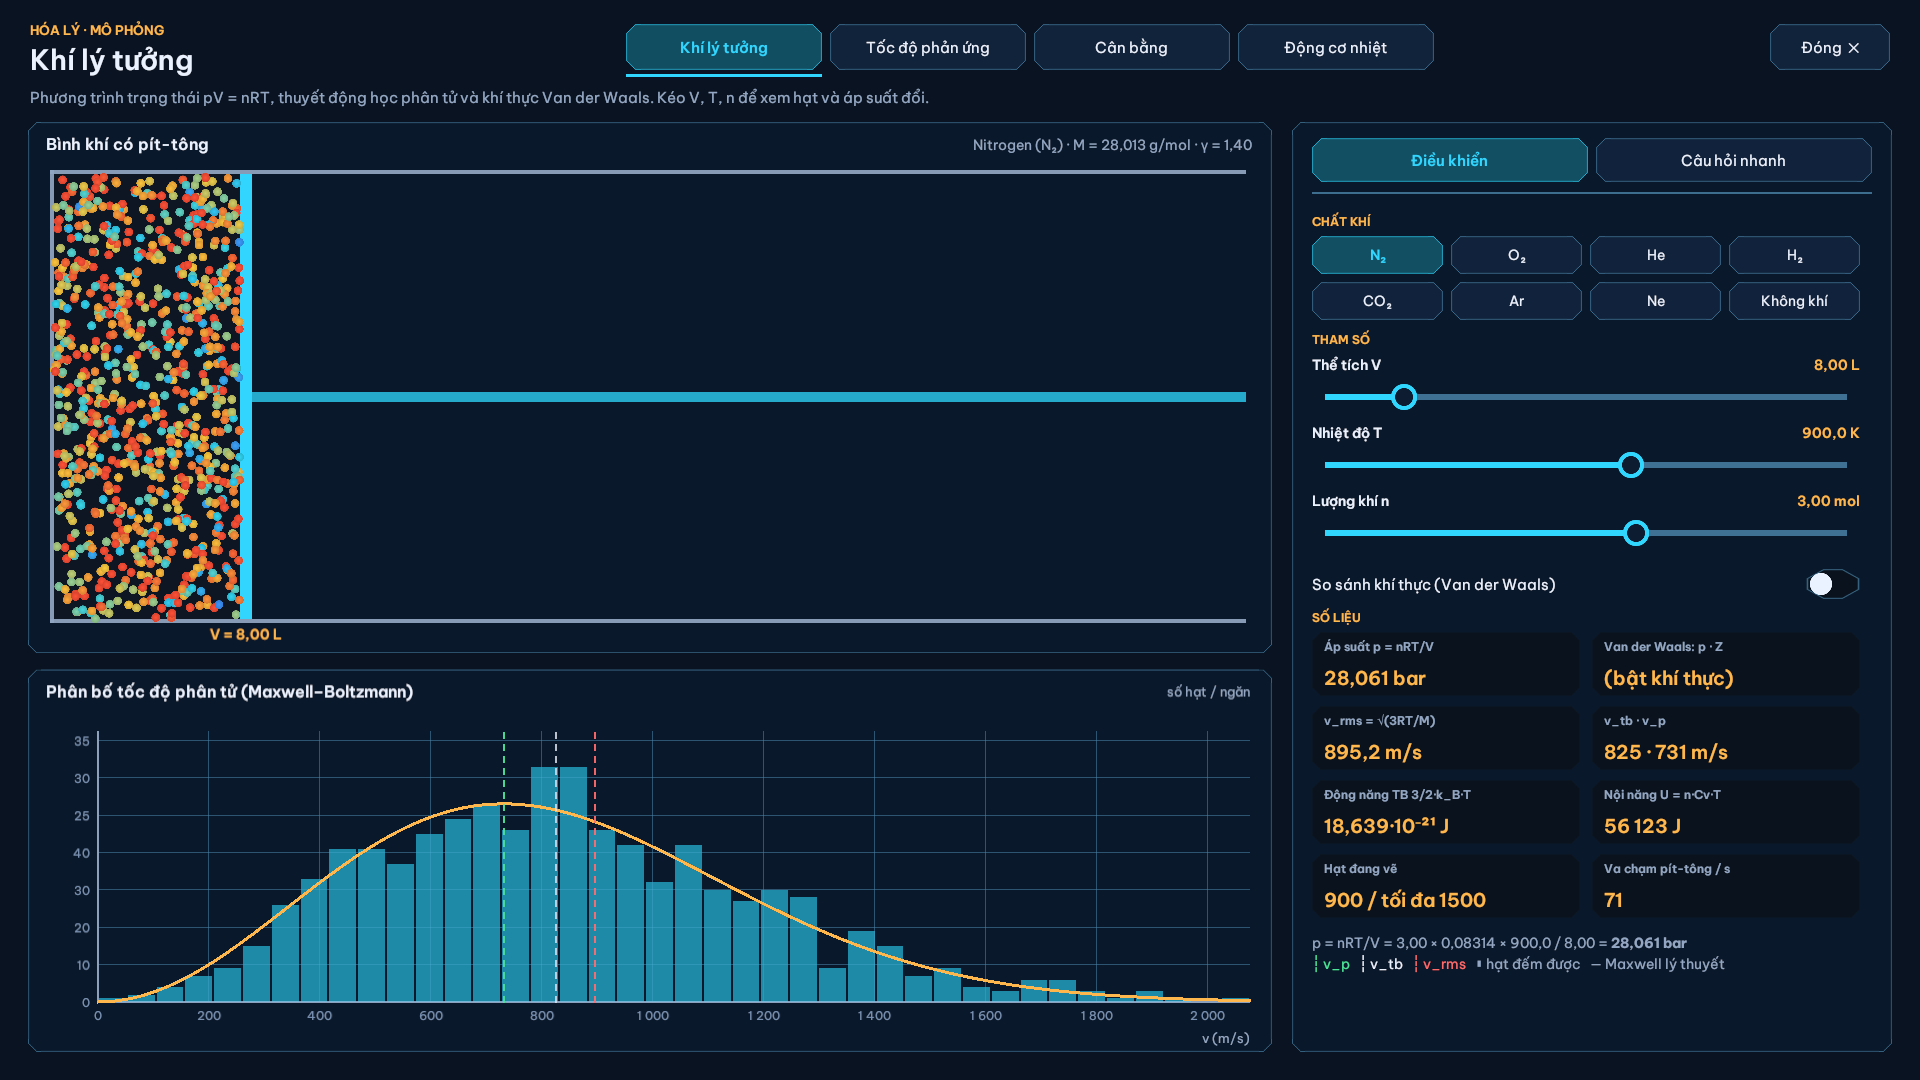 HÓA LÝ · MÔ PHỎNG
Khí lý tưởng
Khí lý tưởng
Tốc độ phản ứng
Cân bằng
Động cơ nhiệt
Đóng ✕
Phương trình trạng thái pV = nRT, thuyết động học phân tử và khí thực Van der Waals. Kéo V, T, n để xem hạt và áp suất đổi.
Bình khí có pít-tông
Nitrogen (N₂) · M = 28,013 g/mol · γ = 1,40
V = 8,00 L
Phân bố tốc độ phân tử (Maxwell–Boltzmann)
số hạt / ngăn
35
30
25
40
30
20
10
0
0 200 400 600 800 1 000 1 200 1 400 1 600 1 800 2 000
v (m/s)
Điều khiển
Câu hỏi nhanh
CHẤT KHÍ
N₂ O₂ He H₂
CO₂ Ar Ne Không khí
THAM SỐ
Thể tích V 8,00 L
Nhiệt độ T 900,0 K
Lượng khí n 3,00 mol
So sánh khí thực (Van der Waals)
SỐ LIỆU
Áp suất p = nRT/V
28,061 bar
Van der Waals: p · Z
(bật khí thực)
v_rms = √(3RT/M)
895,2 m/s
v_tb · v_p
825 · 731 m/s
Động năng TB 3/2·k_B·T
18,639·10⁻²¹ J
Nội năng U = n·Cv·T
56 123 J
Hạt đang vẽ
900 / tối đa 1500
Va chạm pít-tông / s
71
p = nRT/V = 3,00 × 0,08314 × 900,0 / 8,00 = 28,061 bar
┆ v_p ┆ v_tb ┆ v_rms ▮ hạt đếm được — Maxwell lý thuyết